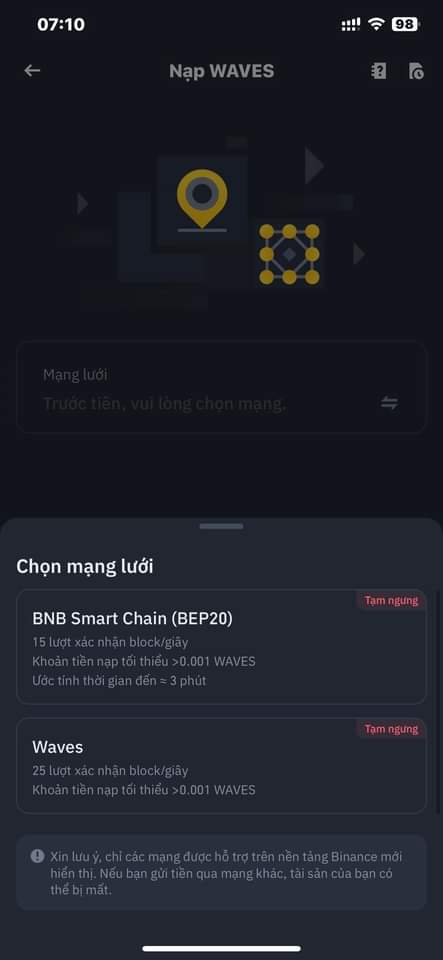 07:10
98
Nạp WAVES
Mạng lưới
Trước tiên, vui lòng chọn mạng.
Chọn mạng lưới
Tạm ngưng
BNB Smart Chain (BEP20)
15 lượt xác nhận block/giây
Khoản tiền nạp tối thiểu >0.001 WAVES
Ước tính thời gian đến ≈ 3 phút
Tạm ngưng
Waves
25 lượt xác nhận block/giây
Khoản tiền nạp tối thiểu >0.001 WAVES
Xin lưu ý, chỉ các mạng được hỗ trợ trên nền tảng Binance mới
hiển thị. Nếu bạn gửi tiền qua mạng khác, tài sản của bạn có
thể bị mất.